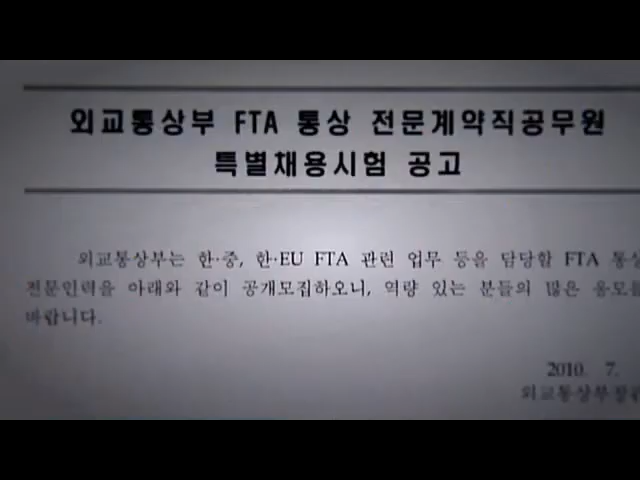 외교통상부 FTA 통상 전문계약직공무원
특별채용시험 공고
외교통상부는 한·중, 한·EU FTA 관련 업무 등을 담당할 FTA
전문인력을 아래와 같이 공개모집하오니, 역량 있는 분들의 많은 응모를
바랍니다.
2010. 7.
외교통상부장관